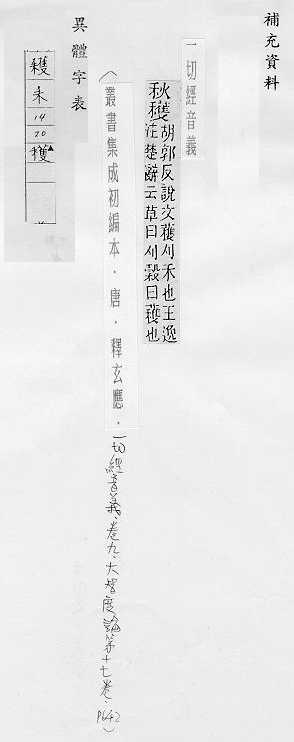 補充資料
一切經音義
秋穫
胡郭反說文穫刈禾也王逸
注楚辭云草曰刈穀曰穫也
(叢書集成初編本．唐．釋玄應．一切經音義、卷九、大智度論第十七卷、P642)
異體字表
穫
禾
14
20
穫